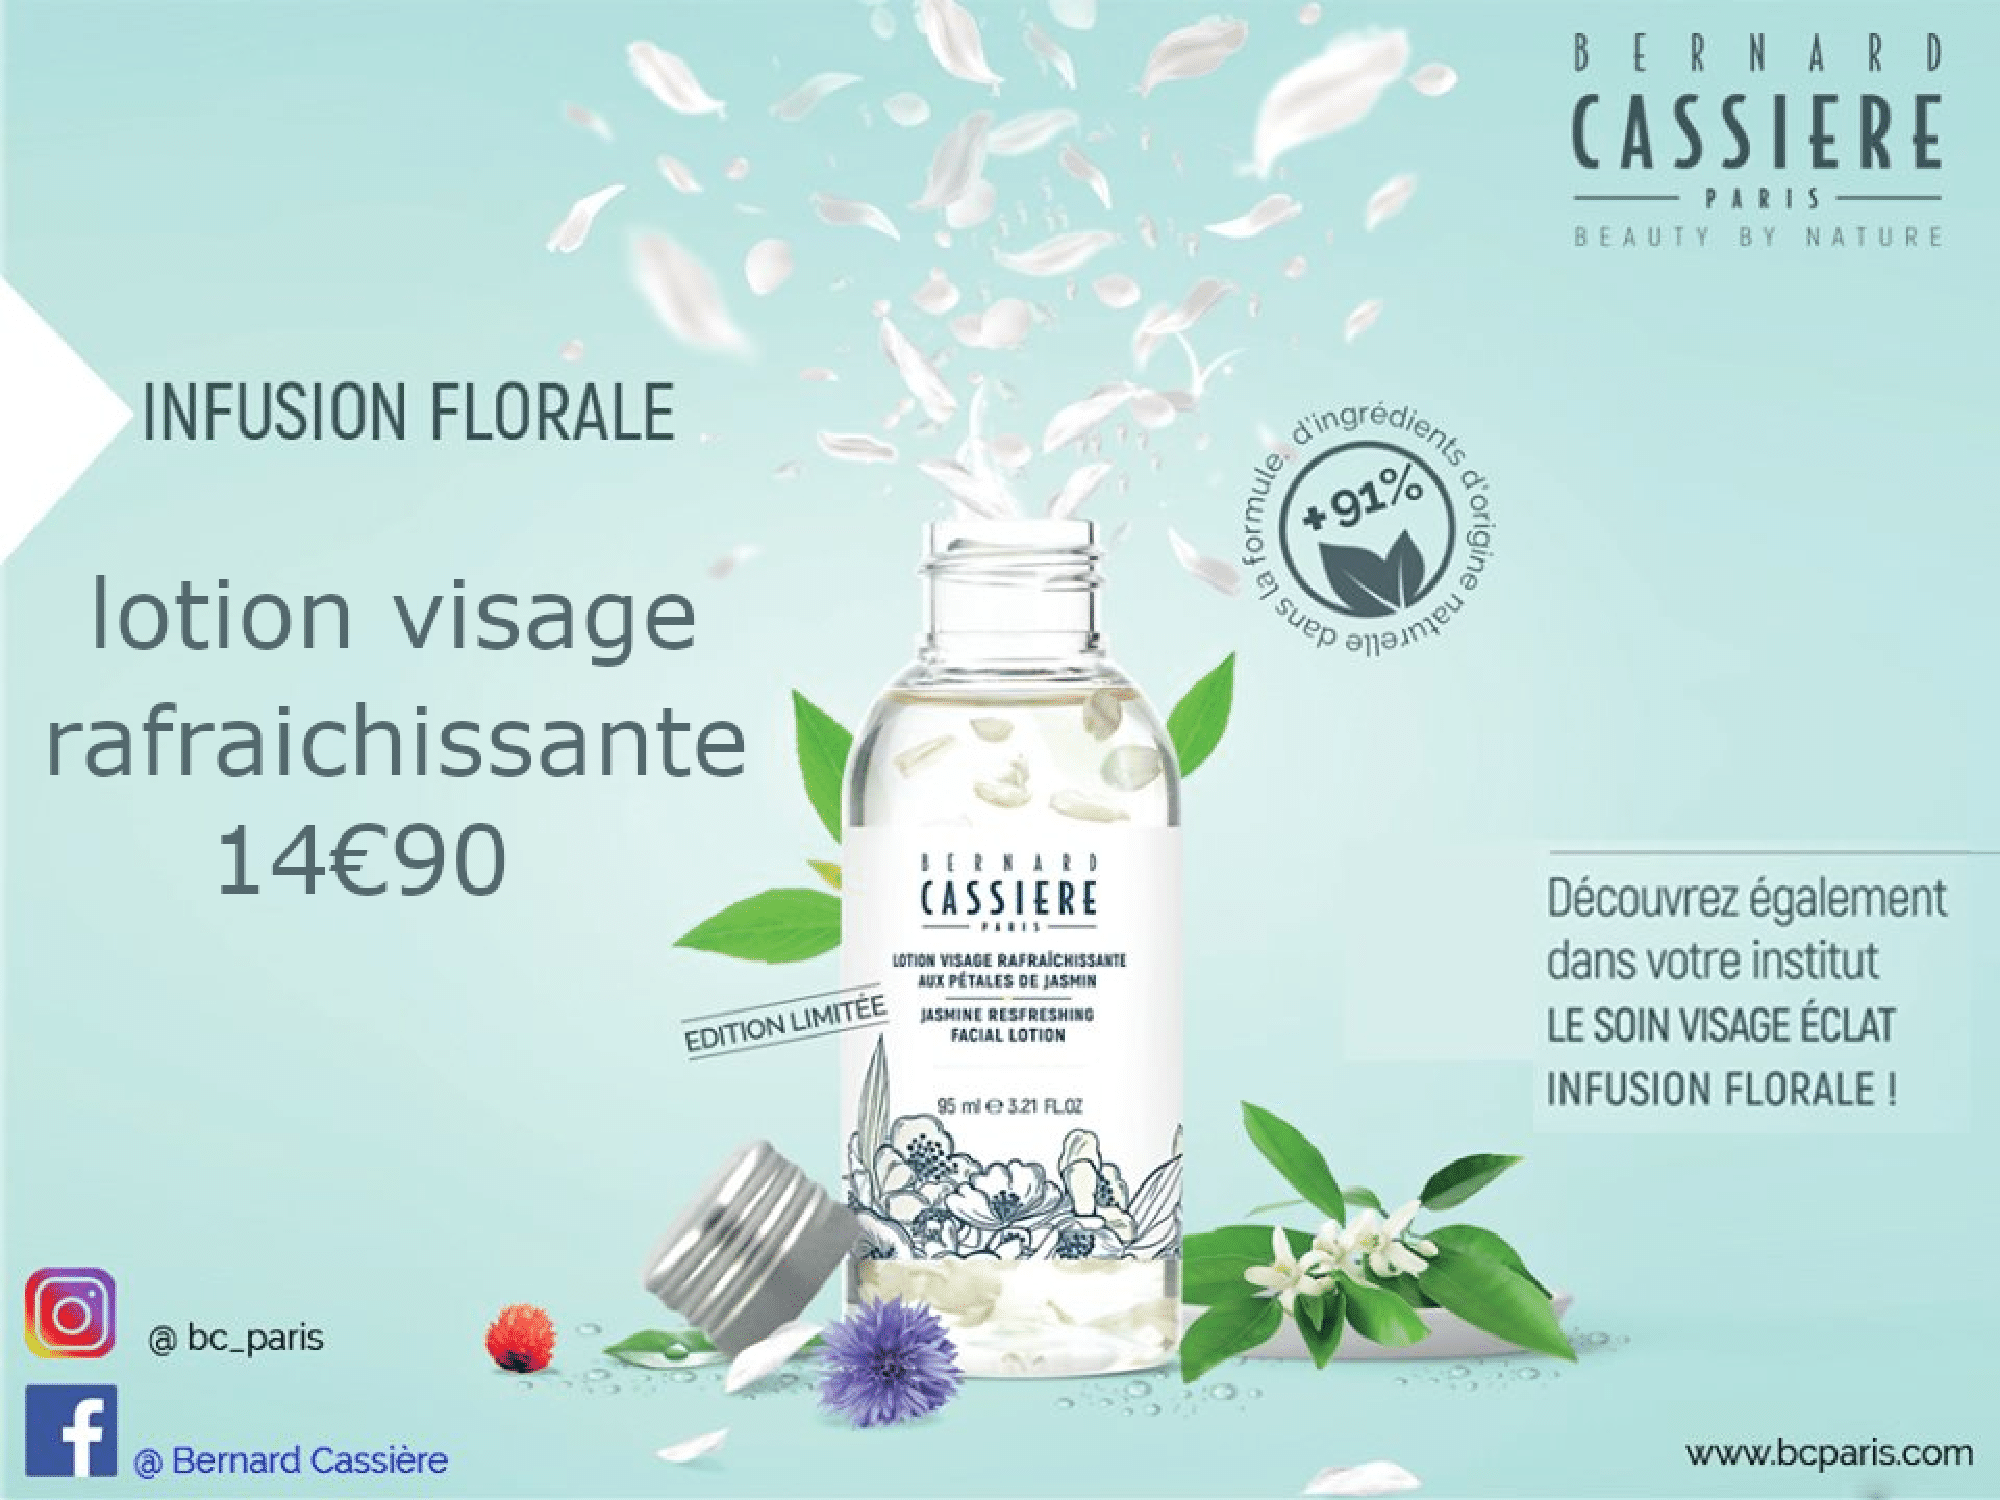 BERNARD
CASSIERE
PARIS
BEAUTY BY NATURE
INFUSION FLORALE
lotion visage
rafraichissante
14€90
+91%
d'ingrédients d'origine naturelle dans la formule.
BERNARD
CASSIERE
PARIS
LOTION VISAGE RAFRAÎCHISSANTE
AUX PÉTALES DE JASMIN
JASMINE RESFRESHING
FACIAL LOTION
95 ml ℮ 3.21 FL.OZ
EDITION LIMITÉE
Découvrez également
dans votre institut
LE SOIN VISAGE ÉCLAT
INFUSION FLORALE !
@ bc_paris
@ Bernard Cassière
www.bcparis.com